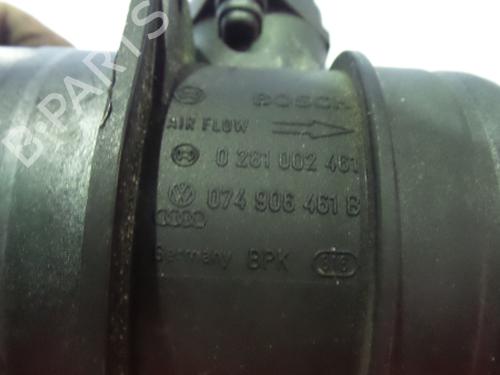 BOSCH
AIR FLOW
0 281 002 461
074 906 461 B
Germany BPK
B-PARTS